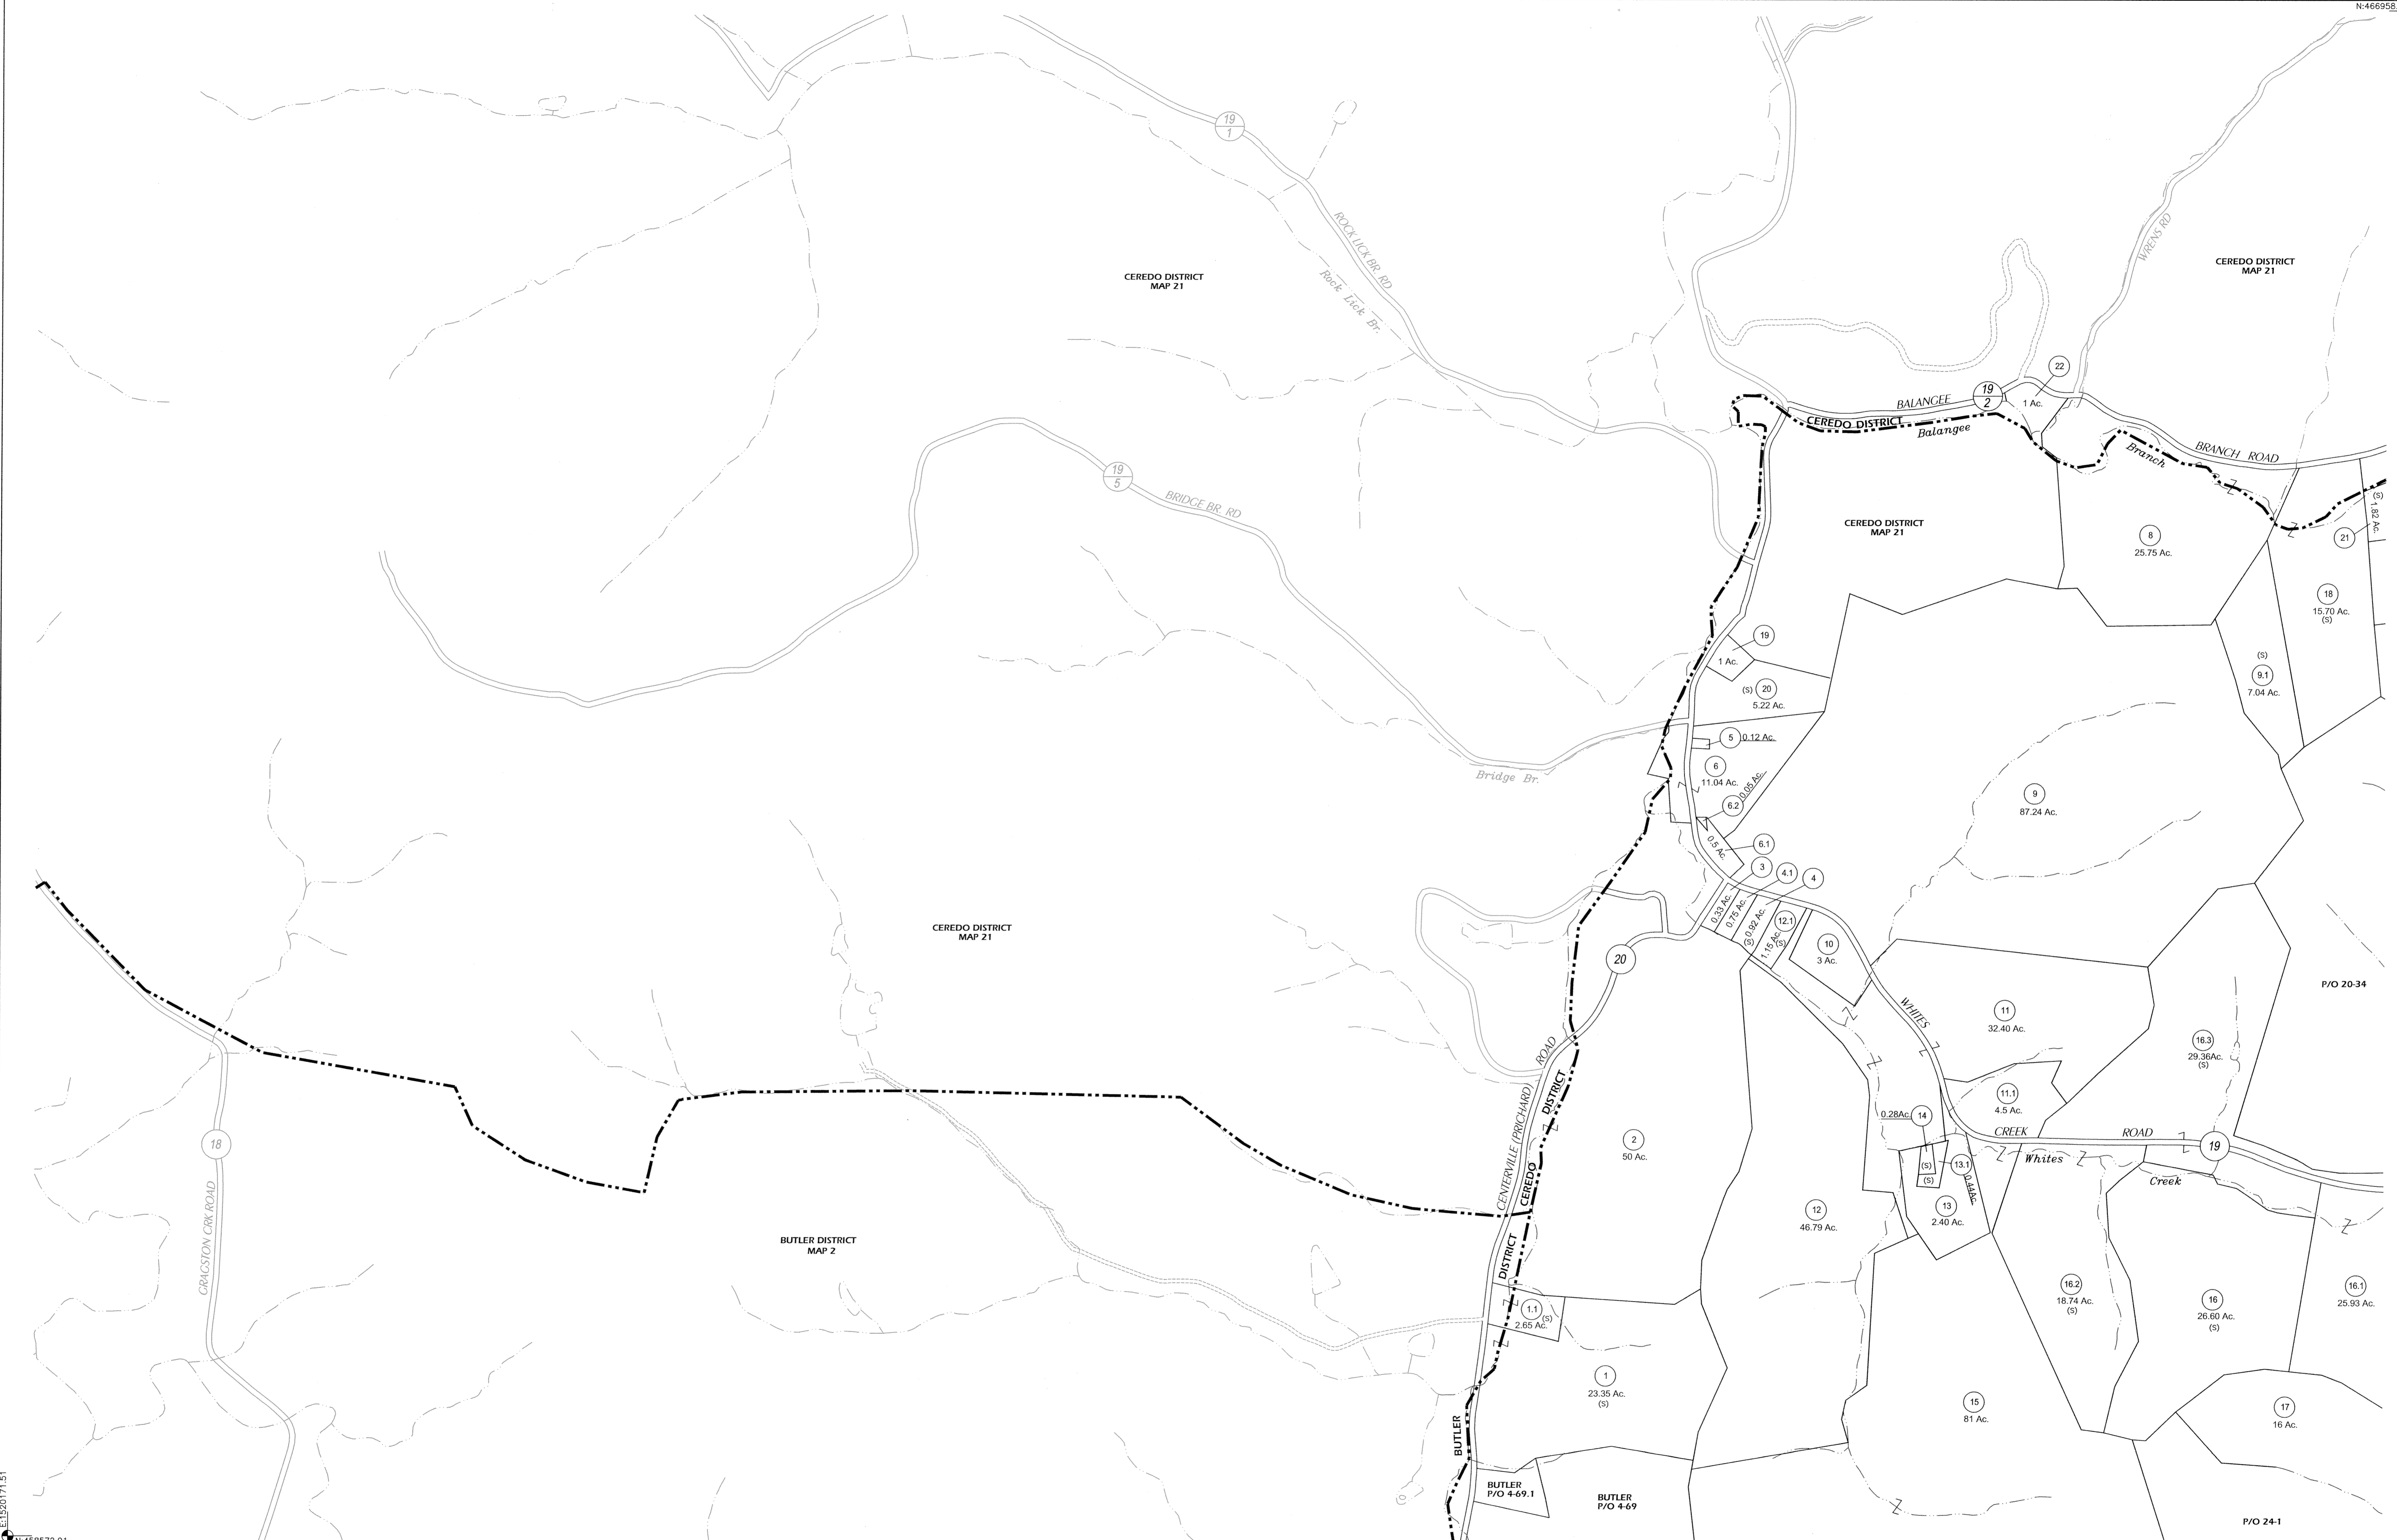 N:466958.
19
1
ROCK LICK BR. RD
Rock Lick Br.
CEREDO DISTRICT
MAP 21
WRENS RD
CEREDO DISTRICT
MAP 21
22
1 Ac.
19
2
BALANGEE
CEREDO DISTRICT
Balangee
Branch
BRANCH ROAD
19
5
BRIDGE BR. RD
CEREDO DISTRICT
MAP 21
8
25.75 Ac.
(S)
1.82 Ac.
21
18
15.70 Ac.
(S)
19
1 Ac.
(S)
20
5.22 Ac.
(S)
9.1
7.04 Ac.
5
0.12 Ac.
6
11.04 Ac.
0.05 Ac.
6.2
Bridge Br.
9
87.24 Ac.
0.5 Ac.
6.1
3
4.1
4
0.33 Ac.
0.75 Ac.
0.92 Ac.
(S)
12.1
1.15 Ac.
(S)
10
3 Ac.
CEREDO DISTRICT
MAP 21
20
WHITES
11
32.40 Ac.
P/O 20-34
16.3
29.36Ac.
(S)
11.1
4.5 Ac.
CENTERVILLE (PRICHARD) ROAD
CEREDO DISTRICT
0.28Ac.
14
CREEK ROAD
19
Whites
Creek
(S)
(S)
13.1
0.44Ac.
13
2.40 Ac.
2
50 Ac.
18
GRAGSTON CRK ROAD
12
46.79 Ac.
BUTLER DISTRICT
MAP 2
16.2
18.74 Ac.
(S)
16
26.60 Ac.
(S)
16.1
25.93 Ac.
1.1
(S)
2.65 Ac.
BUTLER DISTRICT
1
23.35 Ac.
(S)
15
81 Ac.
17
16 Ac.
BUTLER
P/O 4-69.1
BUTLER
P/O 4-69
P/O 24-1
E:1520171.51